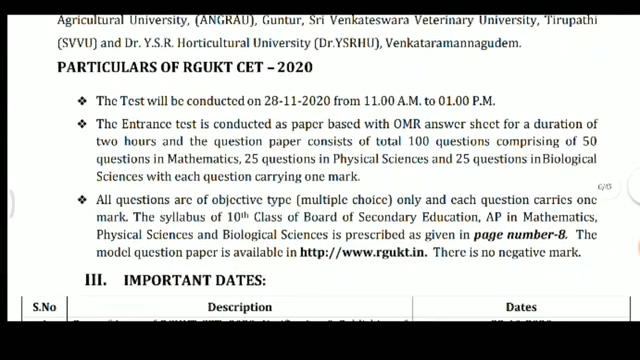 Agricultural University, (ANGRAU), Guntur, Sri Venkateswara Veterinary University, Tirupathi
(SVVU) and Dr. Y.S.R. Horticultural University (Dr.YSRHU), Venkataramannagudem.
PARTICULARS OF RGUKT CET – 2020
❖ The Test will be conducted on 28-11-2020 from 11.00 A.M. to 01.00 P.M.
❖ The Entrance test is conducted as paper based with OMR answer sheet for a duration of
two hours and the question paper consists of total 100 questions comprising of 50
questions in Mathematics, 25 questions in Physical Sciences and 25 questions in Biological
Sciences with each question carrying one mark.
❖ All questions are of objective type (multiple choice) only and each question carries one
mark. The syllabus of 10th Class of Board of Secondary Education, AP in Mathematics,
Physical Sciences and Biological Sciences is prescribed as given in page number-8. The
model question paper is available in http://www.rgukt.in. There is no negative mark.
III. IMPORTANT DATES:
S.No Description Dates